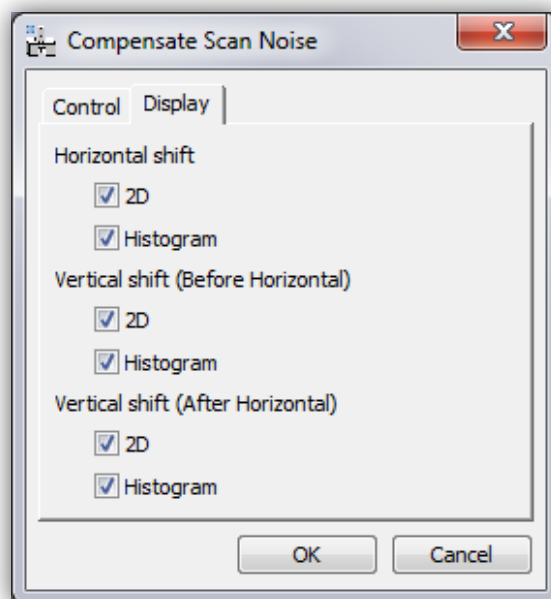 Compensate Scan Noise
Control Display
Horizontal shift
2D
Histogram
Vertical shift (Before Horizontal)
2D
Histogram
Vertical shift (After Horizontal)
2D
Histogram
OK Cancel